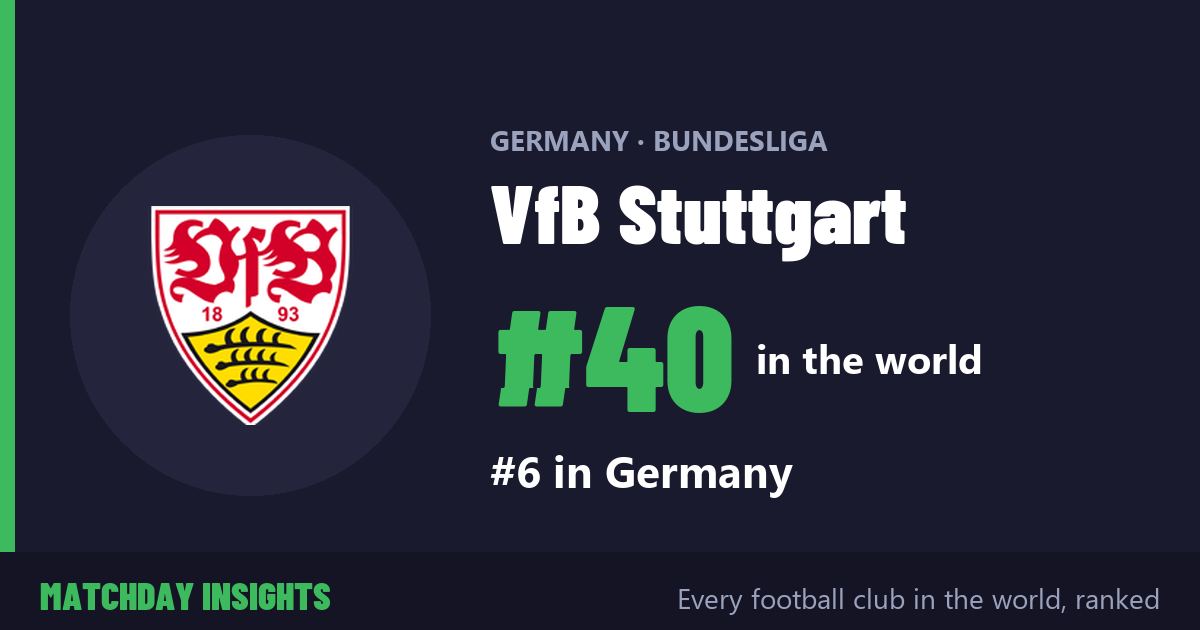 GERMANY · BUNDESLIGA
VfB Stuttgart
VfB
18 93
#40 in the world
#6 in Germany
MATCHDAY INSIGHTS
Every football club in the world, ranked